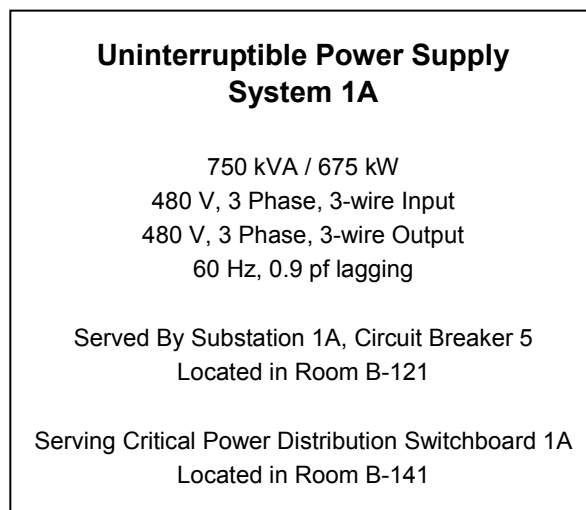 Uninterruptible Power Supply
System 1A
750 kVA / 675 kW
480 V, 3 Phase, 3-wire Input
480 V, 3 Phase, 3-wire Output
60 Hz, 0.9 pf lagging
Served By Substation 1A, Circuit Breaker 5
Located in Room B-121
Serving Critical Power Distribution Switchboard 1A
Located in Room B-141